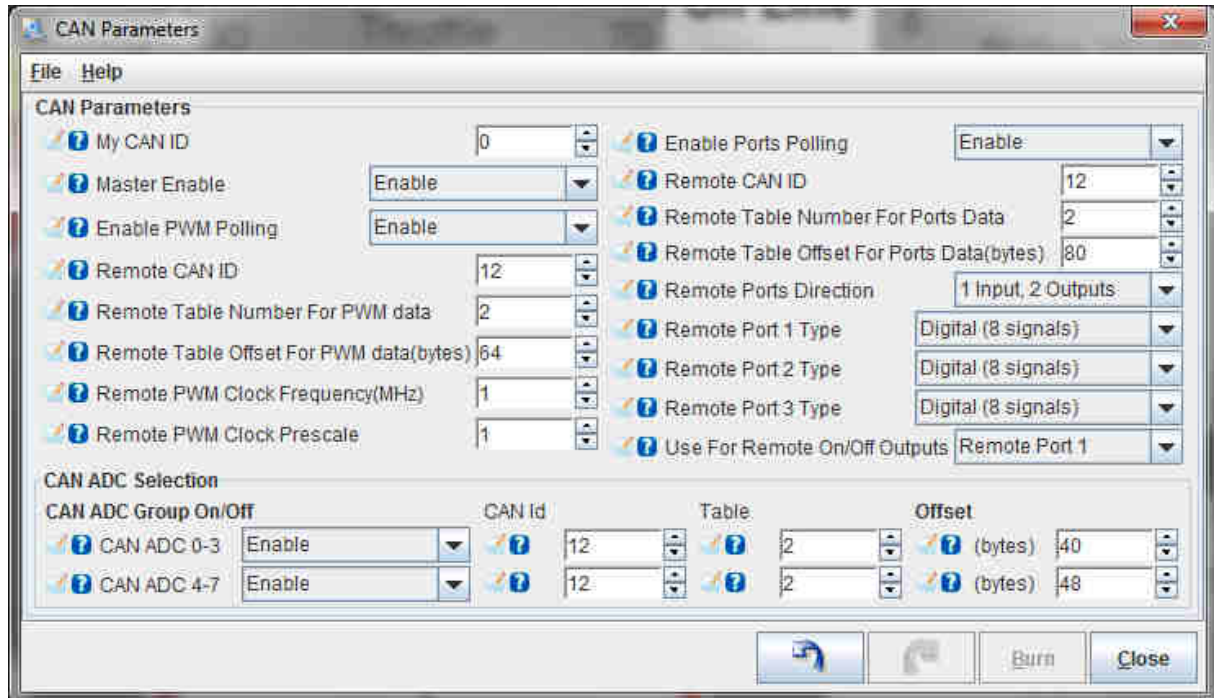 CAN Parameters
File Help
CAN Parameters
My CAN ID 0
Master Enable Enable
Enable PWM Polling Enable
Remote CAN ID 12
Remote Table Number For PWM data 2
Remote Table Offset For PWM data(bytes) 64
Remote PWM Clock Frequency(MHz) 1
Remote PWM Clock Prescale 1
Enable Ports Polling Enable
Remote CAN ID 12
Remote Table Number For Ports Data 2
Remote Table Offset For Ports Data(bytes) 80
Remote Ports Direction 1 Input, 2 Outputs
Remote Port 1 Type Digital (8 signals)
Remote Port 2 Type Digital (8 signals)
Remote Port 3 Type Digital (8 signals)
Use For Remote On/Off Outputs Remote Port 1
CAN ADC Selection
CAN ADC Group On/Off CAN Id Table Offset
CAN ADC 0-3 Enable 12 2 (bytes) 40
CAN ADC 4-7 Enable 12 2 (bytes) 48
Burn Close